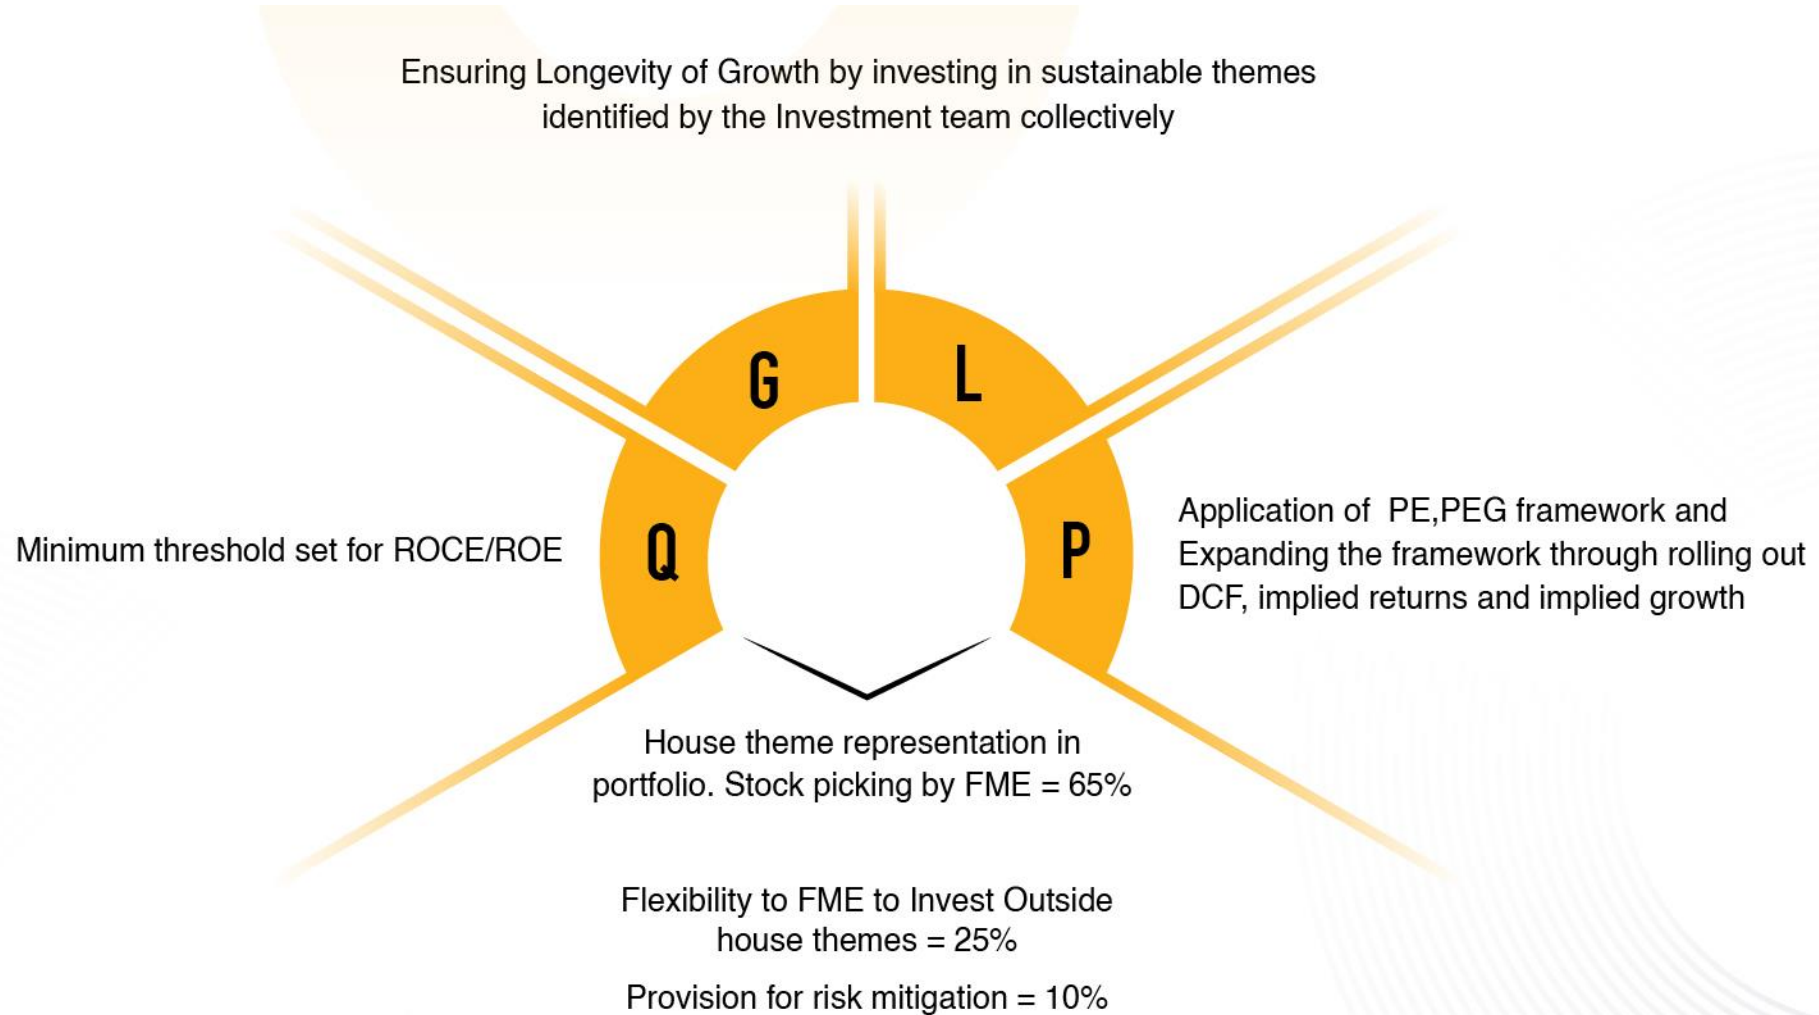 Ensuring Longevity of Growth by investing in sustainable themes
identified by the Investment team collectively
G
L
Q
P
Minimum threshold set for ROCE/ROE
Application of PE,PEG framework and
Expanding the framework through rolling out
DCF, implied returns and implied growth
House theme representation in
portfolio. Stock picking by FME = 65%
Flexibility to FME to Invest Outside
house themes = 25%
Provision for risk mitigation = 10%